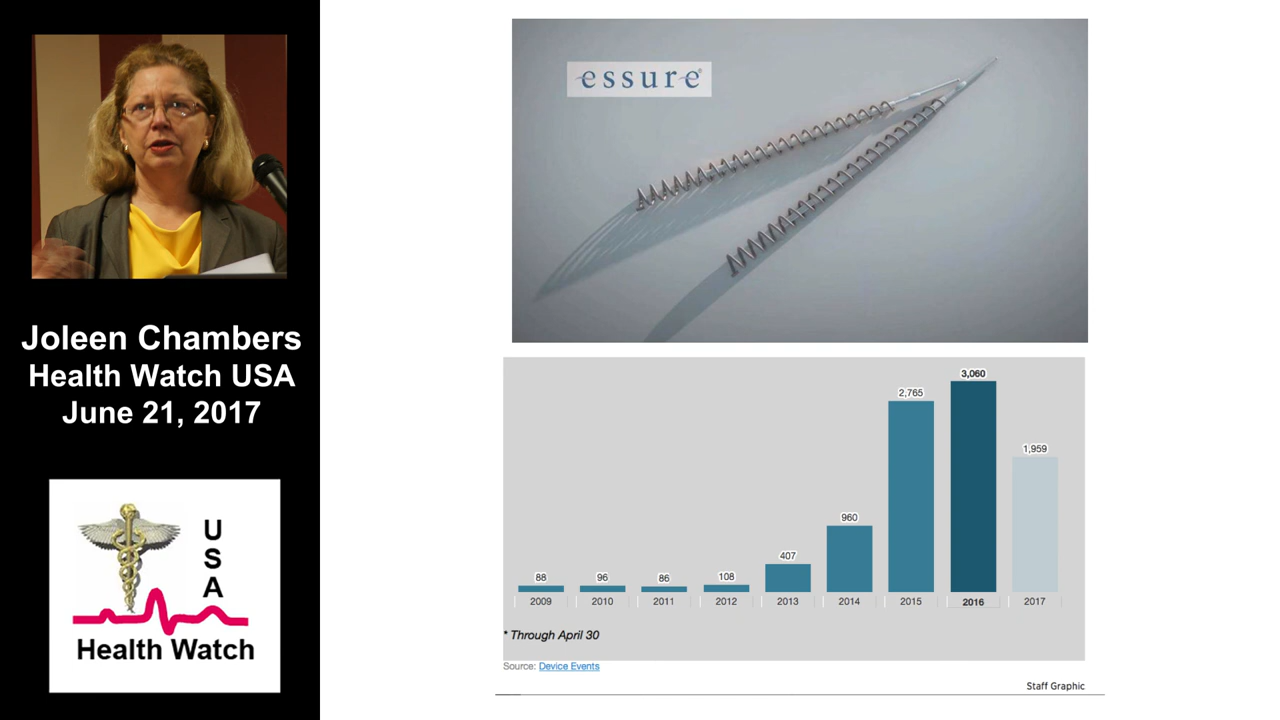 Joleen Chambers
Health Watch USA
June 21, 2017
U
S
A
Health Watch
essure®
3,060
2,765
1,959
960
407
88
96
86
108
2009 2010 2011 2012 2013 2014 2015 2016 2017
* Through April 30
Source: Device Events
Staff Graphic